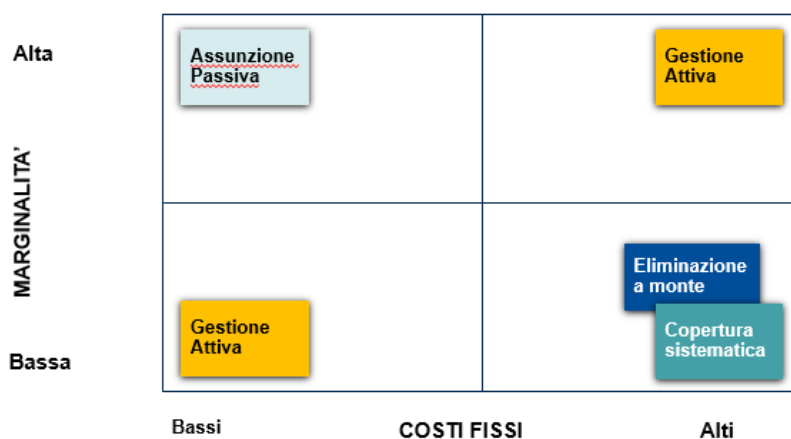 Alta
Assunzione
Passiva
Gestione
Attiva
MARGINALITA’
Eliminazione
a monte
Gestione
Attiva
Copertura
sistematica
Bassa
Bassi
COSTI FISSI
Alti